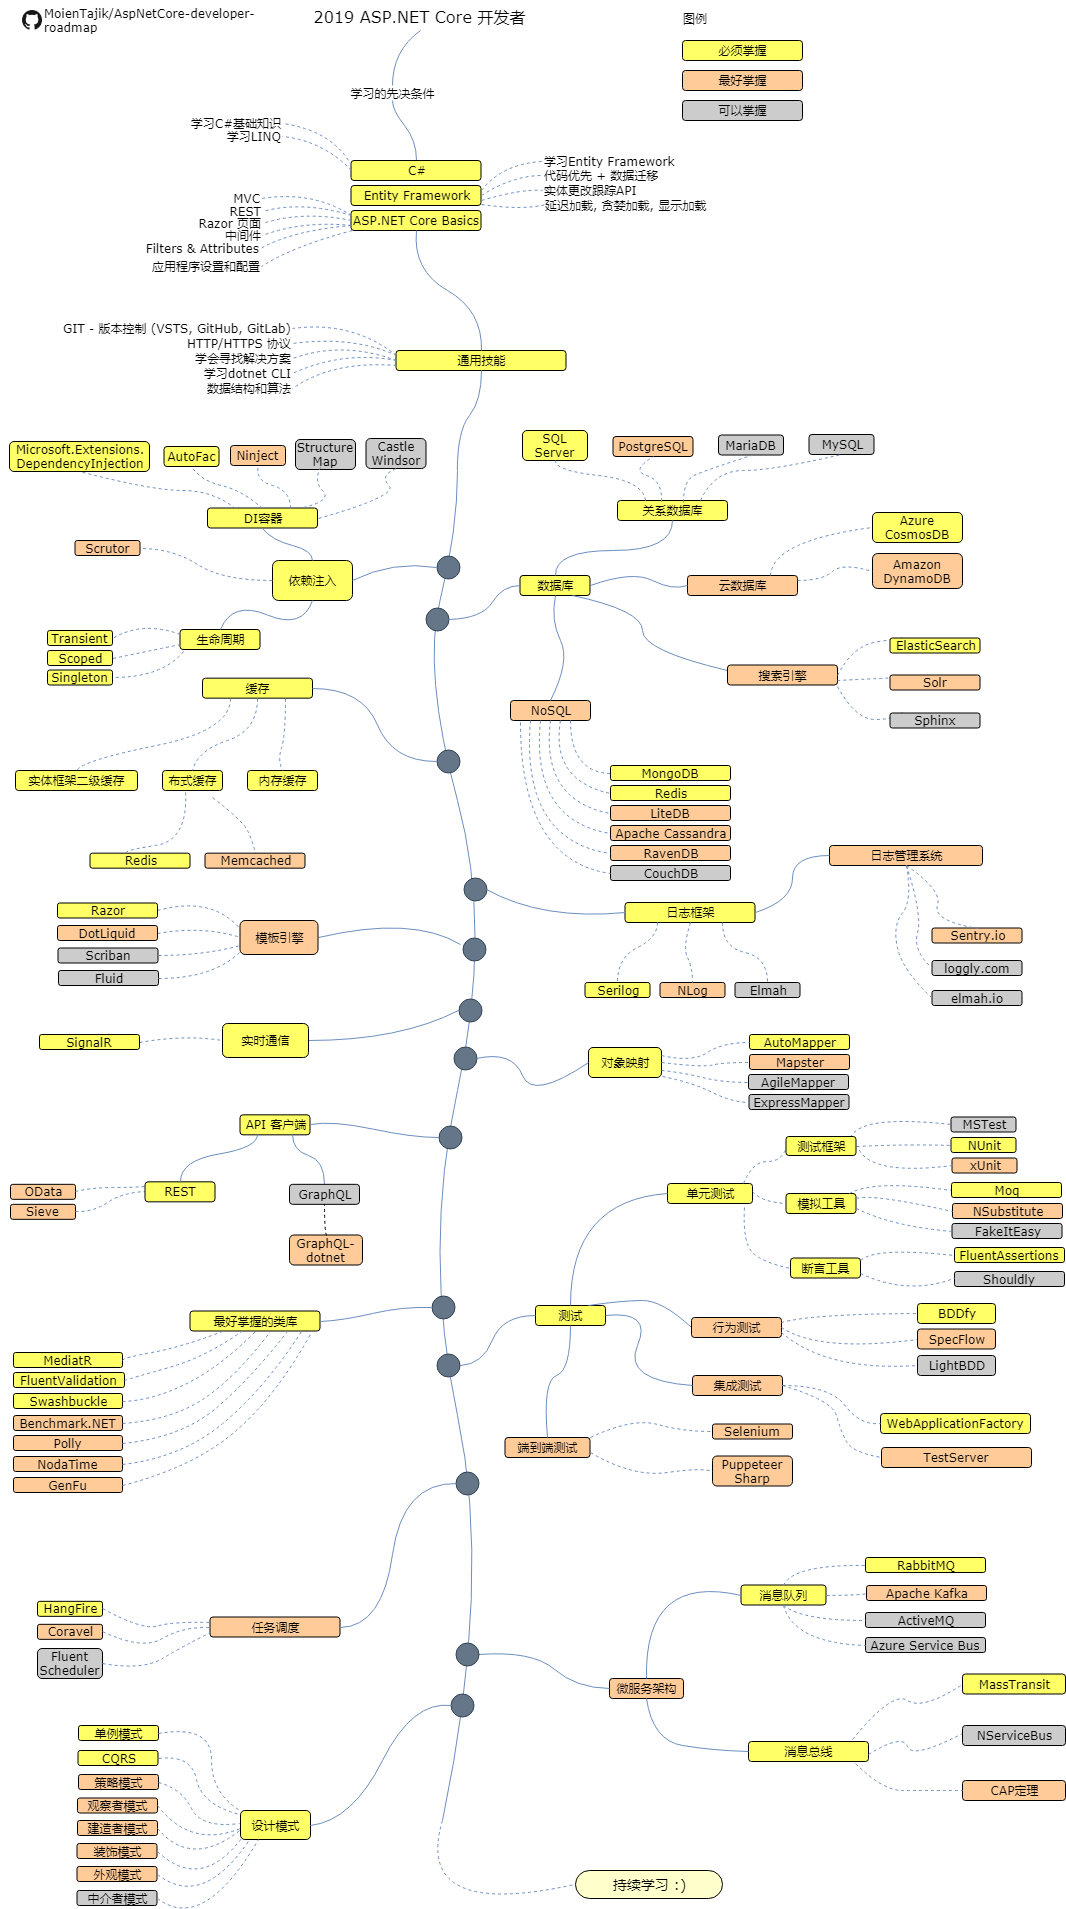 MoienTajik/AspNetCore-developer-
roadmap
2019 ASP.NET Core 开发者
图例
必须掌握
最好掌握
可以掌握
学习的先决条件
学习C#基础知识
学习LINQ
C#
Entity Framework
ASP.NET Core Basics
学习Entity Framework
代码优先 + 数据迁移
实体更改跟踪API
延迟加载, 贪婪加载, 显示加载
MVC
REST
Razor 页面
中间件
Filters & Attributes
应用程序设置和配置
GIT - 版本控制 (VSTS, GitHub, GitLab)
HTTP/HTTPS 协议
学会寻找解决方案
学习dotnet CLI
数据结构和算法
通用技能
Microsoft.Extensions.
DependencyInjection
AutoFac
Ninject
Structure
Map
Castle
Windsor
DI容器
Scrutor
依赖注入
生命周期
Transient
Scoped
Singleton
SQL
Server
PostgreSQL
MariaDB
MySQL
关系数据库
数据库
云数据库
Azure
CosmosDB
Amazon
DynamoDB
搜索引擎
ElasticSearch
Solr
Sphinx
NoSQL
MongoDB
Redis
LiteDB
Apache Cassandra
RavenDB
CouchDB
缓存
实体框架二级缓存
布式缓存
内存缓存
Redis
Memcached
日志框架
日志管理系统
Serilog
NLog
Elmah
Sentry.io
loggly.com
elmah.io
Razor
DotLiquid
Scriban
Fluid
模板引擎
SignalR
实时通信
对象映射
AutoMapper
Mapster
AgileMapper
ExpressMapper
API 客户端
REST
OData
Sieve
GraphQL
GraphQL-
dotnet
测试
单元测试
测试框架
MSTest
NUnit
xUnit
模拟工具
Moq
NSubstitute
FakeItEasy
断言工具
FluentAssertions
Shouldly
行为测试
BDDfy
SpecFlow
LightBDD
集成测试
WebApplicationFactory
TestServer
端到端测试
Selenium
Puppeteer
Sharp
最好掌握的类库
MediatR
FluentValidation
Swashbuckle
Benchmark.NET
Polly
NodaTime
GenFu
HangFire
Coravel
Fluent
Scheduler
任务调度
微服务架构
消息队列
RabbitMQ
Apache Kafka
ActiveMQ
Azure Service Bus
消息总线
MassTransit
NServiceBus
CAP定理
单例模式
CQRS
策略模式
观察者模式
建造者模式
装饰模式
外观模式
中介者模式
设计模式
持续学习 :)